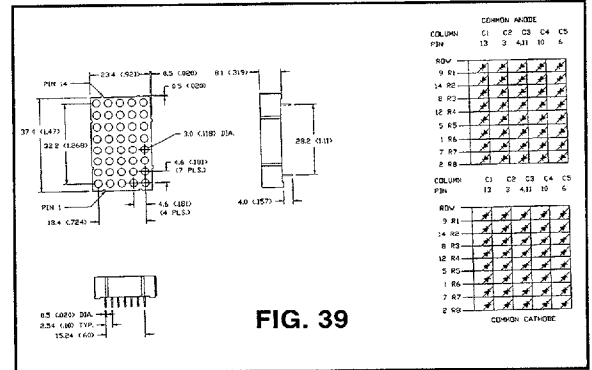 COMMON ANODE
COLUMN C1 C2 C3 C4 C5
PIN 13 3 4,11 10 6
ROW
9 R1
14 R2
8 R3
12 R4
5 R5
1 R6
7 R7
2 R8
COLUMN C1 C2 C3 C4 C5
PIN 13 3 4,11 10 6
ROW
9 R1
14 R2
8 R3
12 R4
5 R5
1 R6
7 R7
2 R8
COMMON CATHODE
23.4 (.921)
0.5 (.020)
0.5 (.020)
PIN 14
37.4 (1.47)
32.2 (1.268)
3.0 (.118) DIA.
4.6 (.181)
(7 PLS.)
PIN 1
4.6 (.181)
(4 PLS.)
18.4 (.724)
8.1 (.319)
28.2 (1.11)
4.0 (.157)
0.5 (.020) DIA.
2.54 (.10) TYP.
15.24 (.60)
FIG. 39